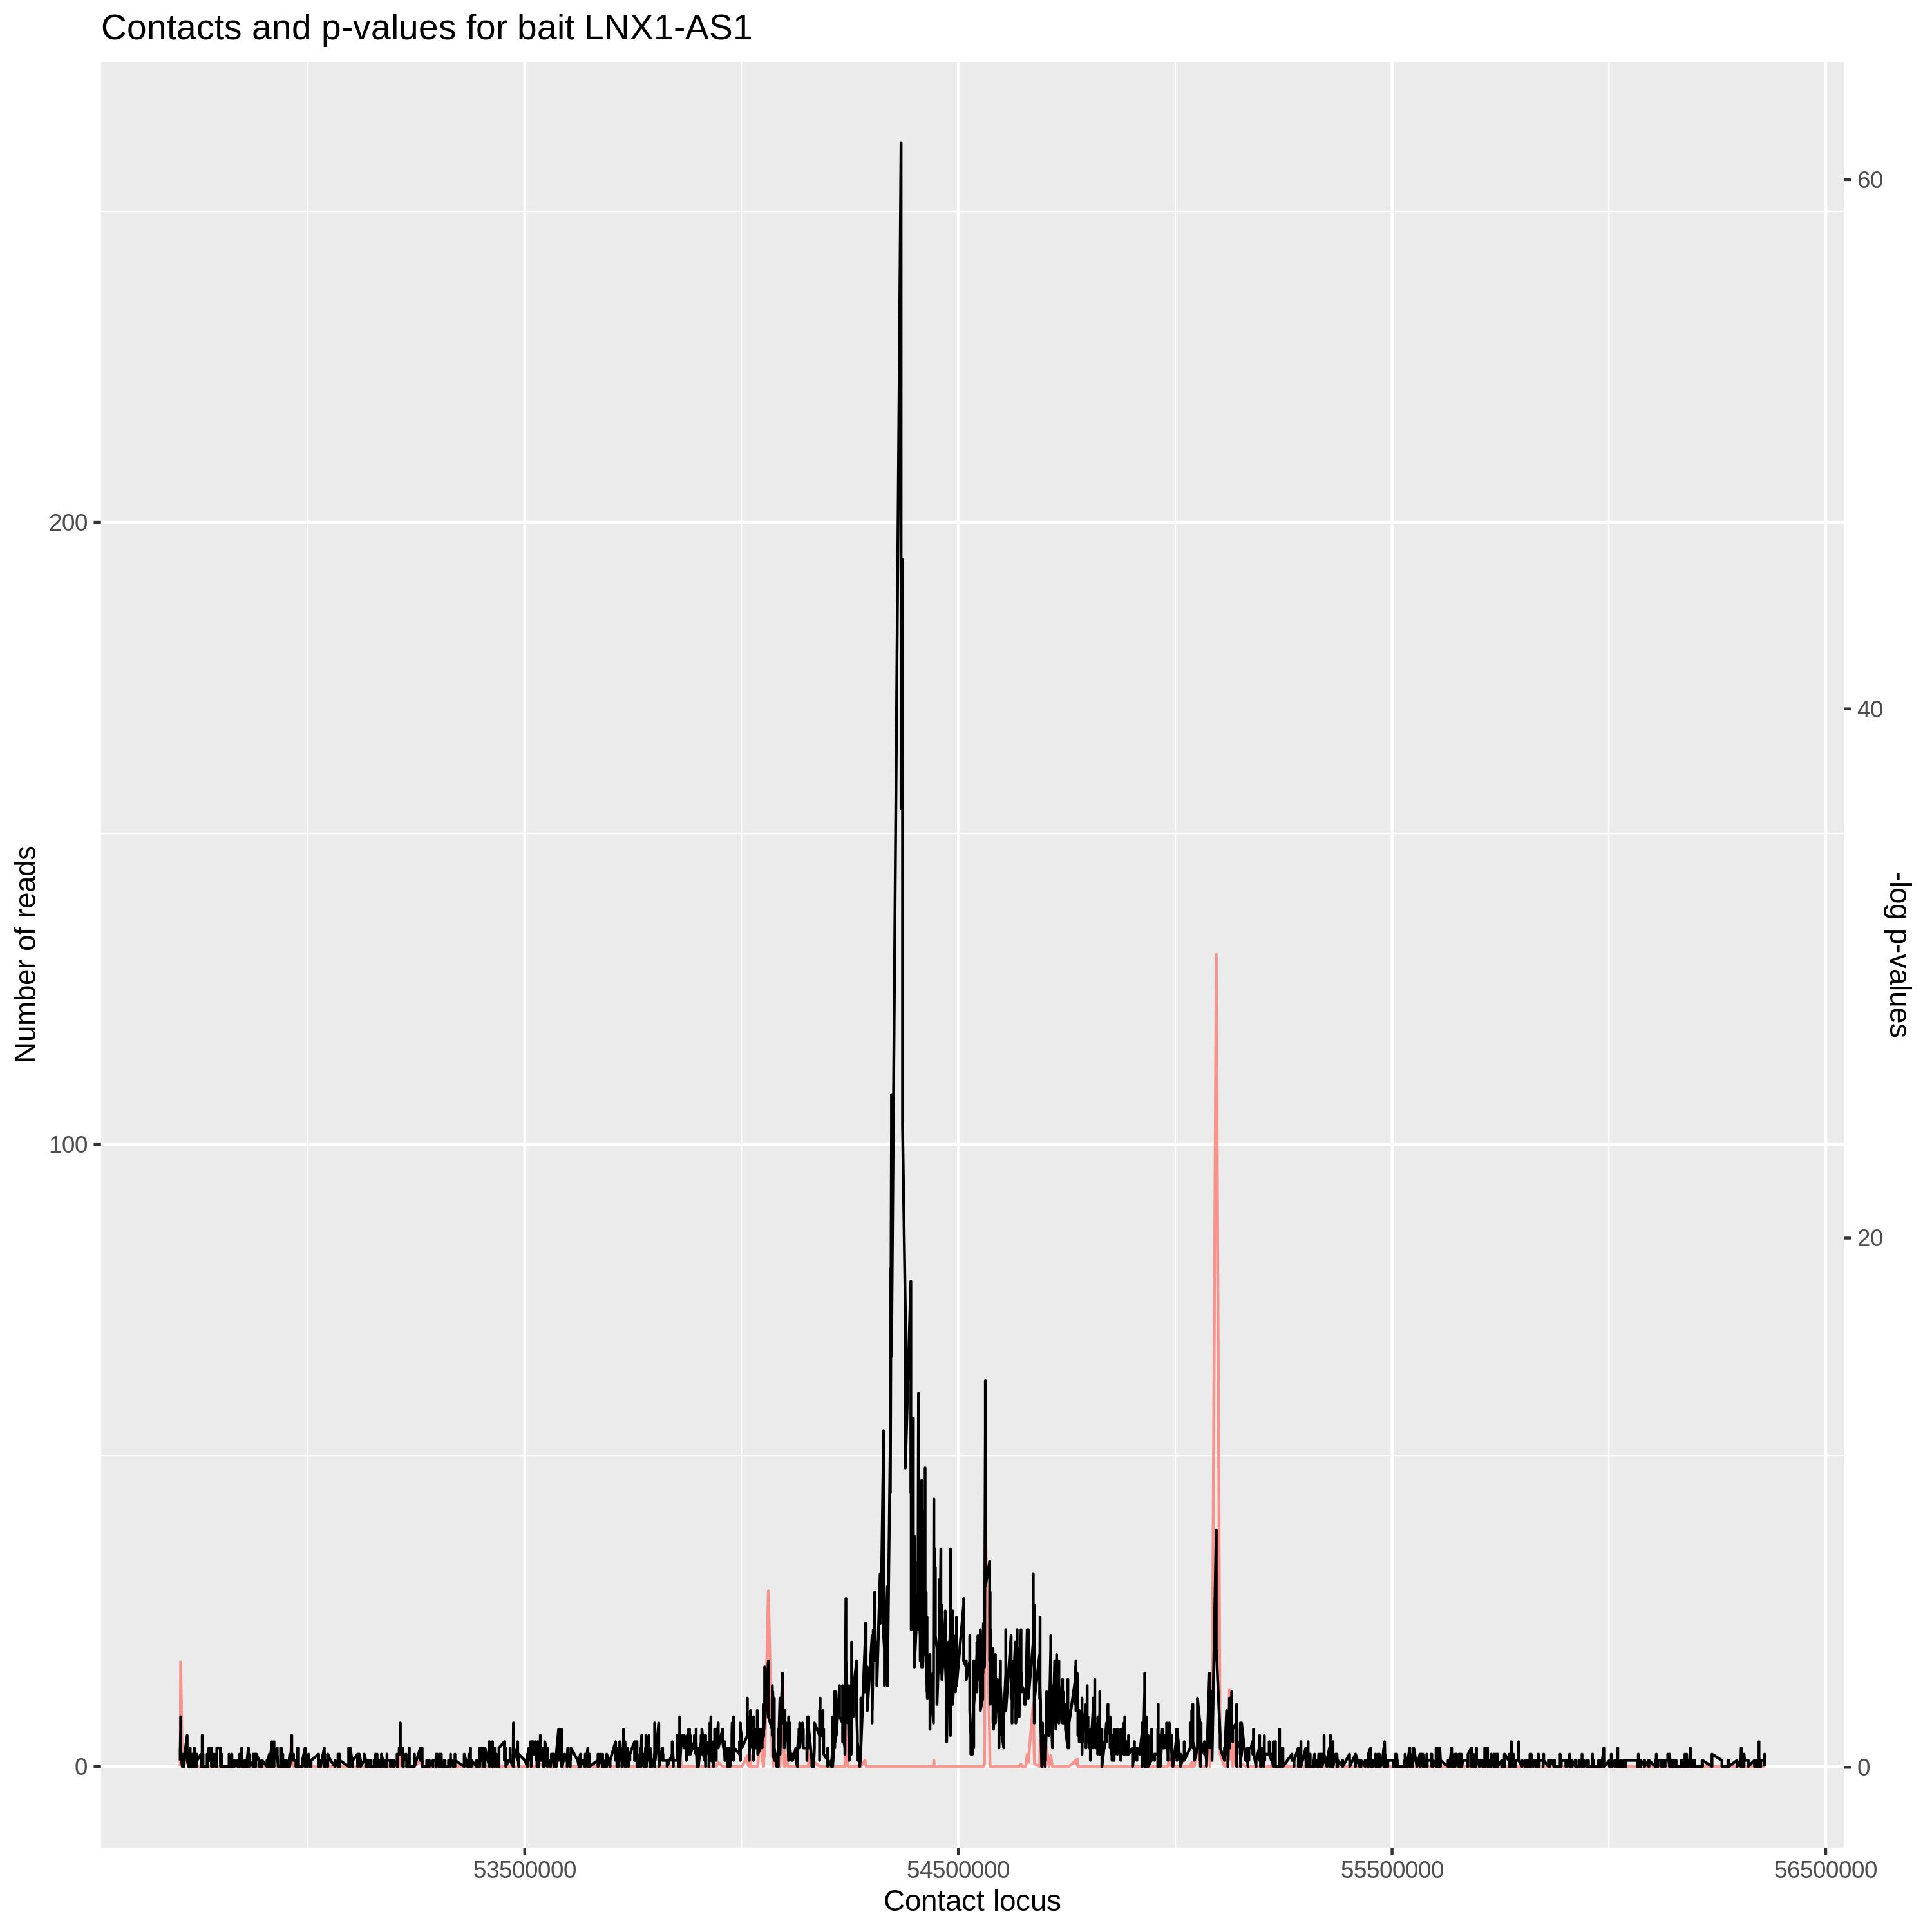 Contacts and p-values for bait LNX1-AS1
Number of reads
200
100
0
60
40
20
0
-log p-values
53500000
54500000
55500000
56500000
Contact locus